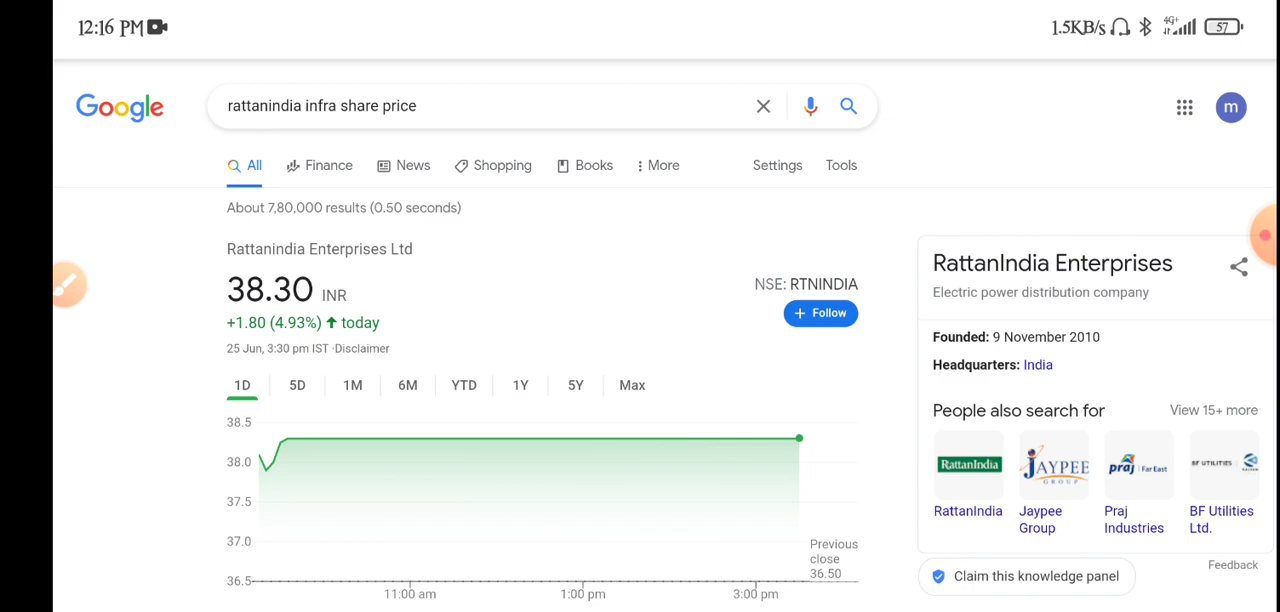 12:16 PM
1.5KB/s 4G+ 57
Google
rattanindia infra share price
m
All Finance News Shopping Books More Settings Tools
About 7,80,000 results (0.50 seconds)
Rattanindia Enterprises Ltd
38.30 INR
NSE: RTNINDIA
+1.80 (4.93%) today
+ Follow
25 Jun, 3:30 pm IST ·Disclaimer
1D 5D 1M 6M YTD 1Y 5Y Max
38.5
38.0
37.5
37.0
36.5
Previous
close
36.50
11:00 am 1:00 pm 3:00 pm
RattanIndia Enterprises
Electric power distribution company
Founded: 9 November 2010
Headquarters: India
People also search for View 15+ more
RattanIndia JAYPEE GROUP praj Far East BF UTILITIES
RattanIndia Jaypee Group Praj Industries BF Utilities Ltd.
Feedback
Claim this knowledge panel